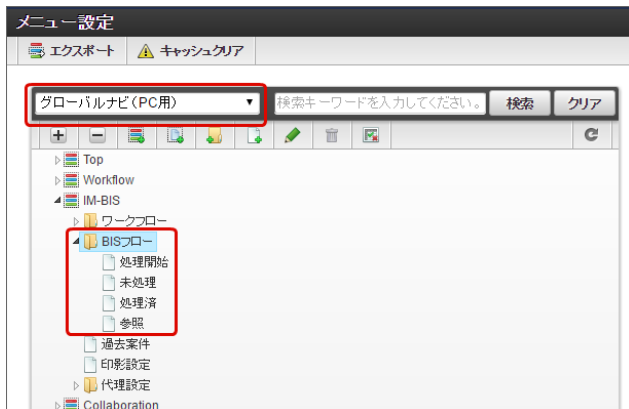 メニュー設定
エクスポート キャッシュクリア
グローバルナビ(PC用) 検索キーワードを入力してください。 検索 クリア
Top
Workflow
IM-BIS
ワークフロー
BISフロー
処理開始
未処理
処理済
参照
過去案件
印影設定
代理設定
Collaboration